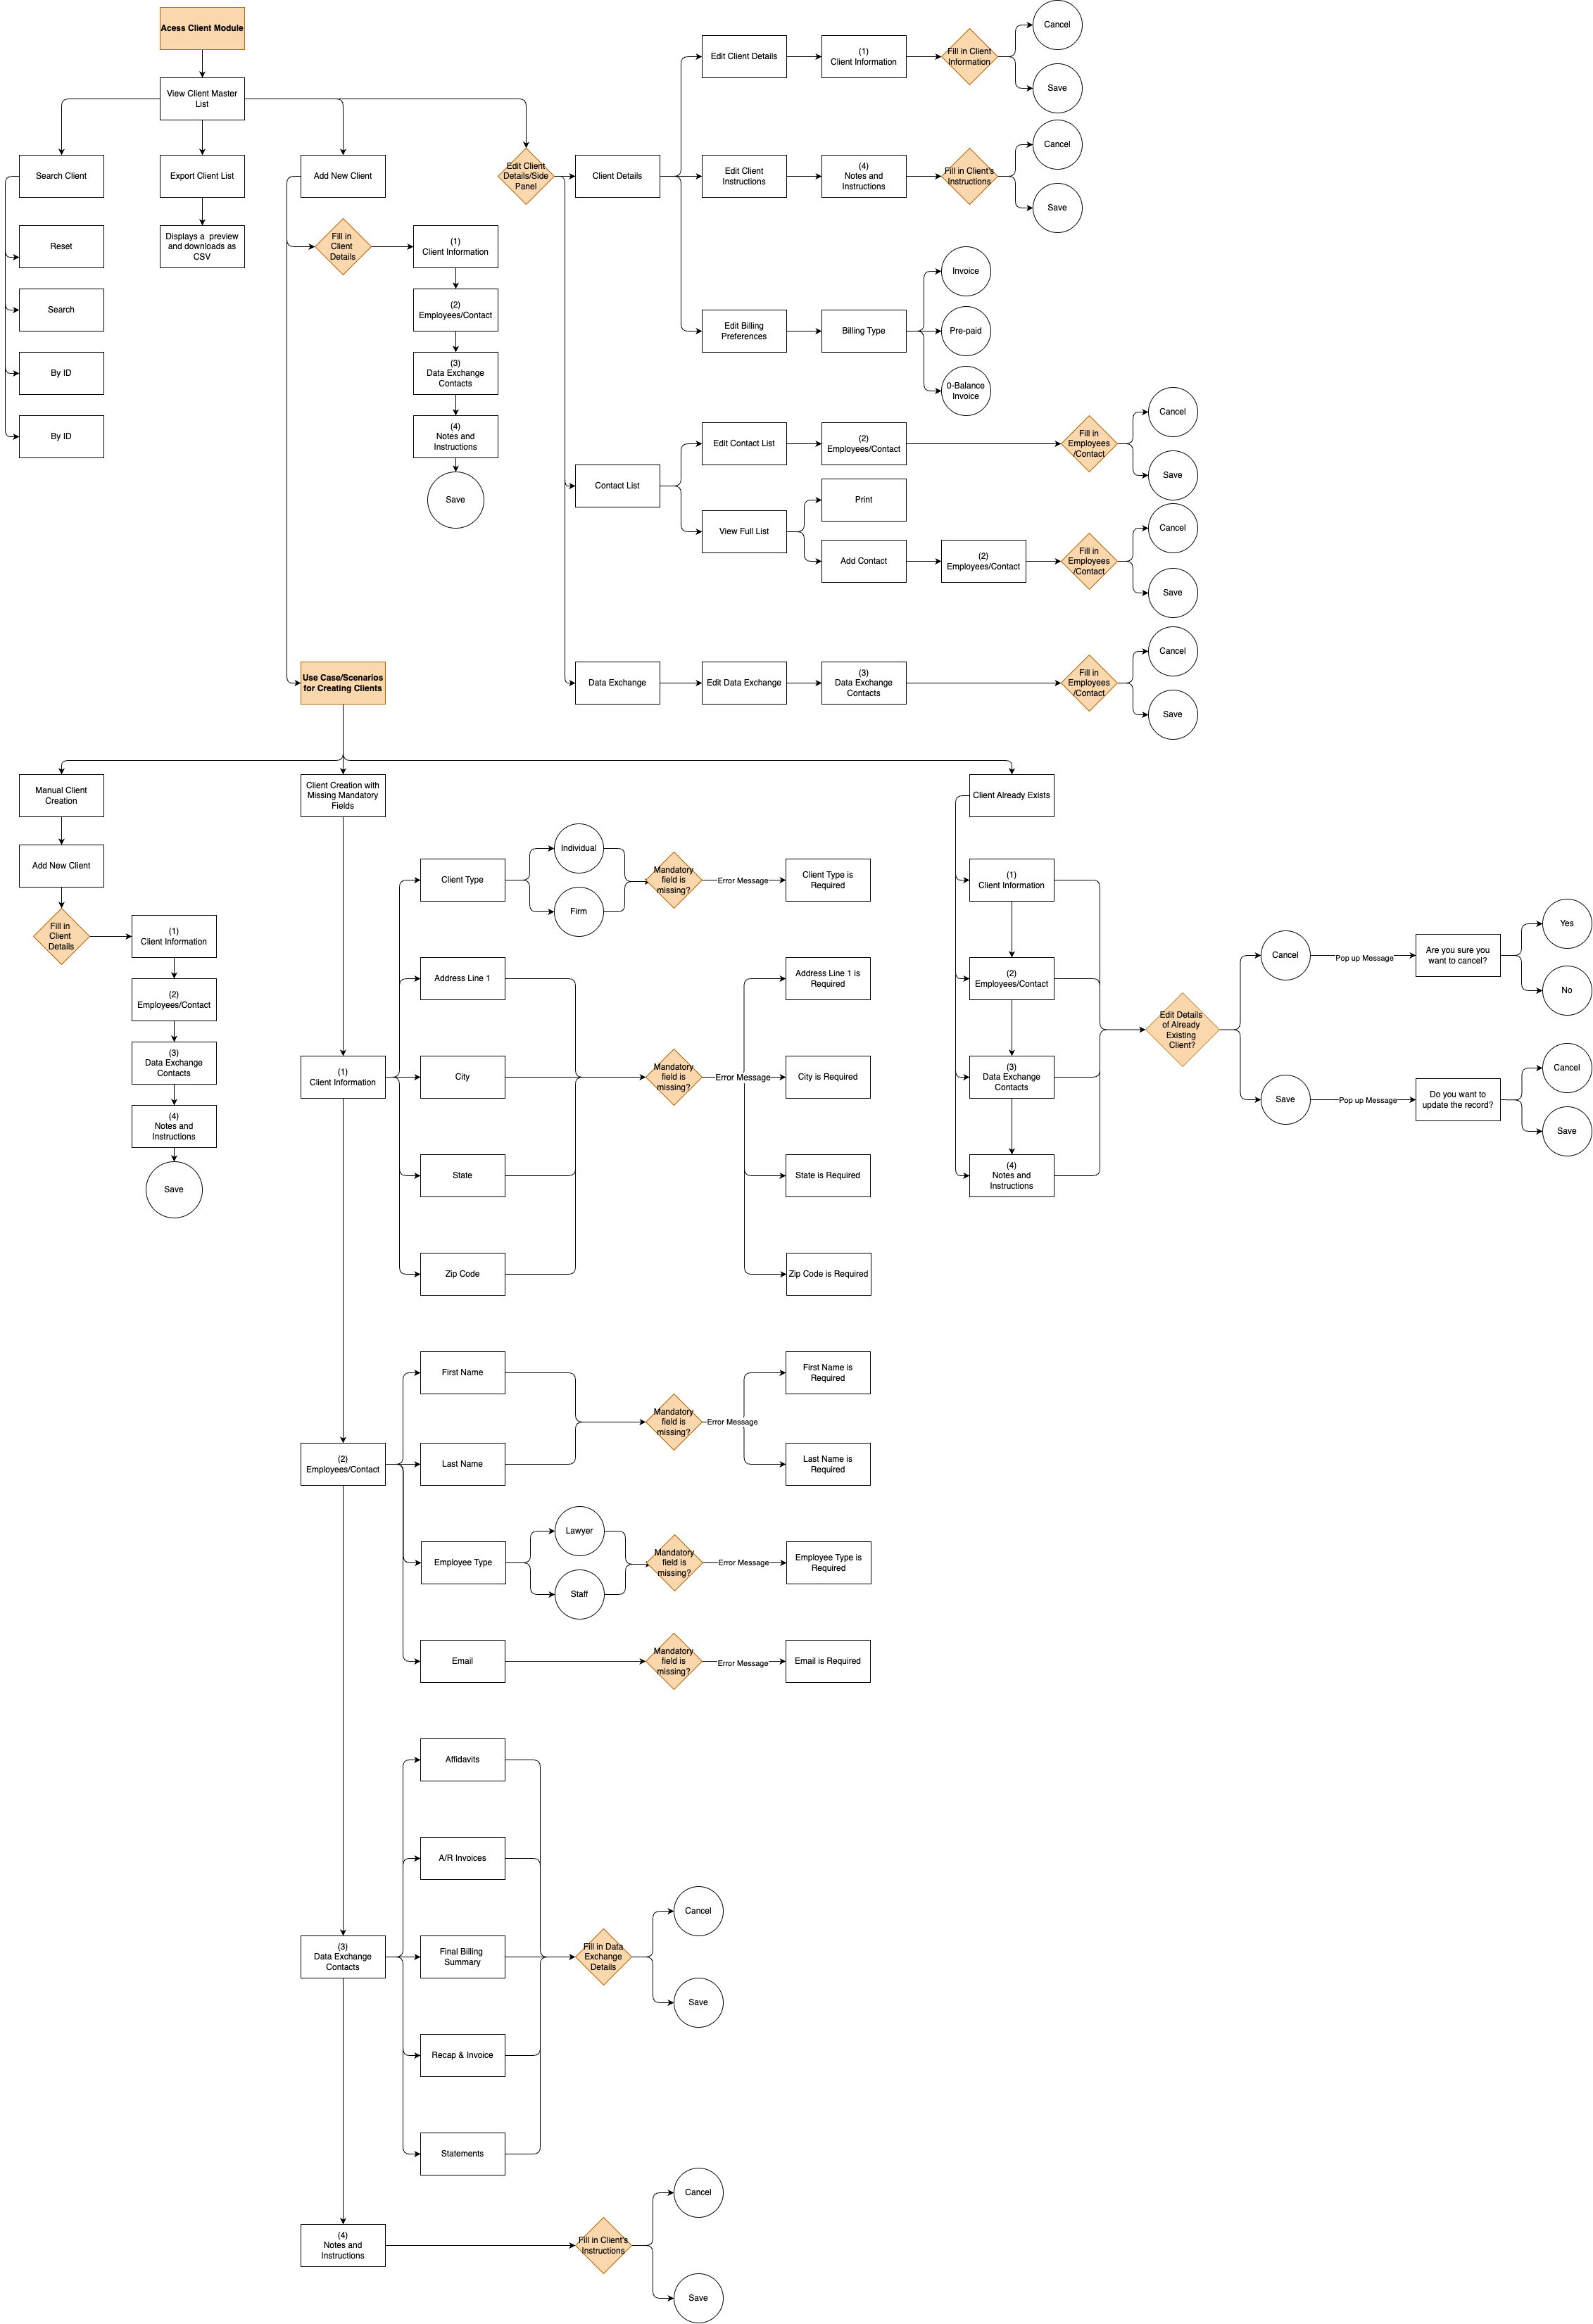 Acess Client Module
View Client Master
List
Search Client
Export Client List
Add New Client
Edit Client
Details/Side
Panel
Reset
Search
By ID
By ID
Displays a preview
and downloads as
CSV
Fill in
Client
Details
(1)
Client Information
(2)
Employees/Contact
(3)
Data Exchange
Contacts
(4)
Notes and
Instructions
Save
Client Details
Edit Client Details
(1)
Client Information
Fill in Client
Information
Cancel
Save
Edit Client
Instructions
(4)
Notes and
Instructions
Fill in Client's
Instructions
Cancel
Save
Edit Billing
Preferences
Billing Type
Invoice
Pre-paid
0-Balance
Invoice
Contact List
Edit Contact List
(2)
Employees/Contact
Fill in
Employees
/Contact
Cancel
Save
View Full List
Print
Add Contact
(2)
Employees/Contact
Fill in
Employees
/Contact
Cancel
Save
Data Exchange
Edit Data Exchange
(3)
Data Exchange
Contacts
Fill in
Employees
/Contact
Cancel
Save
Use Case/Scenarios
for Creating Clients
Manual Client
Creation
Add New Client
Fill in
Client
Details
(1)
Client Information
(2)
Employees/Contact
(3)
Data Exchange
Contacts
(4)
Notes and
Instructions
Save
Client Creation with
Missing Mandatory
Fields
(1)
Client Information
Client Type
Individual
Firm
Mandatory
field is
missing?
Error Message
Client Type is
Required
Address Line 1
City
State
Zip Code
Mandatory
field is
missing?
Error Message
Address Line 1 is
Required
City is Required
State is Required
Zip Code is Required
(2)
Employees/Contact
First Name
Last Name
Mandatory
field is
missing?
Error Message
First Name is
Required
Last Name is
Required
Employee Type
Lawyer
Staff
Mandatory
field is
missing?
Error Message
Employee Type is
Required
Email
Mandatory
field is
missing?
Error Message
Email is Required
(3)
Data Exchange
Contacts
Affidavits
A/R Invoices
Final Billing
Summary
Recap & Invoice
Statements
Fill in Data
Exchange
Details
Cancel
Save
(4)
Notes and
Instructions
Fill in Client's
Instructions
Cancel
Save
Client Already Exists
(1)
Client Information
(2)
Employees/Contact
(3)
Data Exchange
Contacts
(4)
Notes and
Instructions
Edit Details
of Already
Existing
Client?
Cancel
Pop up Message
Are you sure you
want to cancel?
Yes
No
Save
Pop up Message
Do you want to
update the record?
Cancel
Save